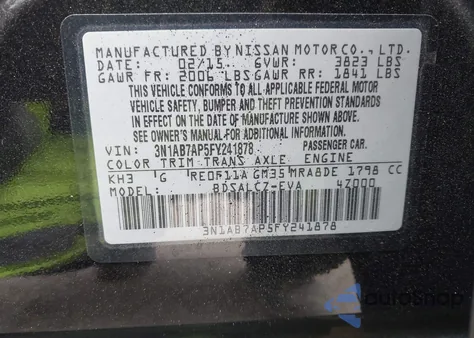 MANUFACTURED BY NISSAN MOTOR CO., LTD.
DATE: 02/15 GVWR: 3823 LBS
GAWR FR: 2006 LBS GAWR RR: 1841 LBS
THIS VEHICLE CONFORMS TO ALL APPLICABLE FEDERAL MOTOR
VEHICLE SAFETY, BUMPER AND THEFT PREVENTION STANDARDS
IN EFFECT ON THE DATE OF MANUFACTURE SHOWN ABOVE.
SEE OWNER'S MANUAL FOR ADDITIONAL INFORMATION.
VIN: 3N1AB7AP5FY241878 PASSENGER CAR
COLOR TRIM TRANS AXLE ENGINE
KH3 G RE0F11A GM35 MRA8DE 1798 CC
MODEL: BDSALCZ-EVA 4Z000
3N1AB7AP5FY241878
AutoSnap